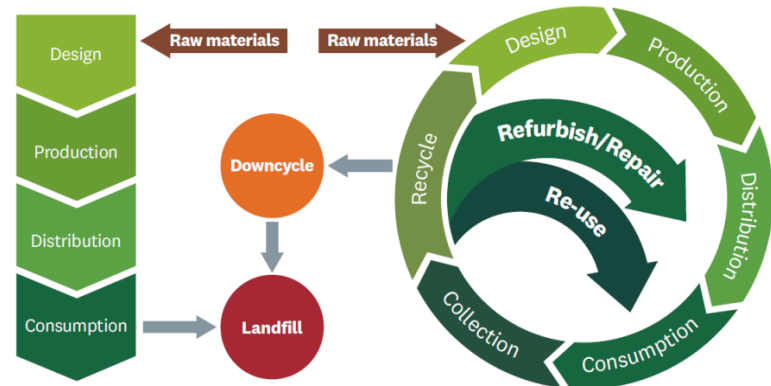 Design
Raw materials
Raw materials
Design
Production
Production
Downcycle
Recycle
Refurbish/Repair
Re-use
Distribution
Distribution
Consumption
Landfill
Collection
Consumption